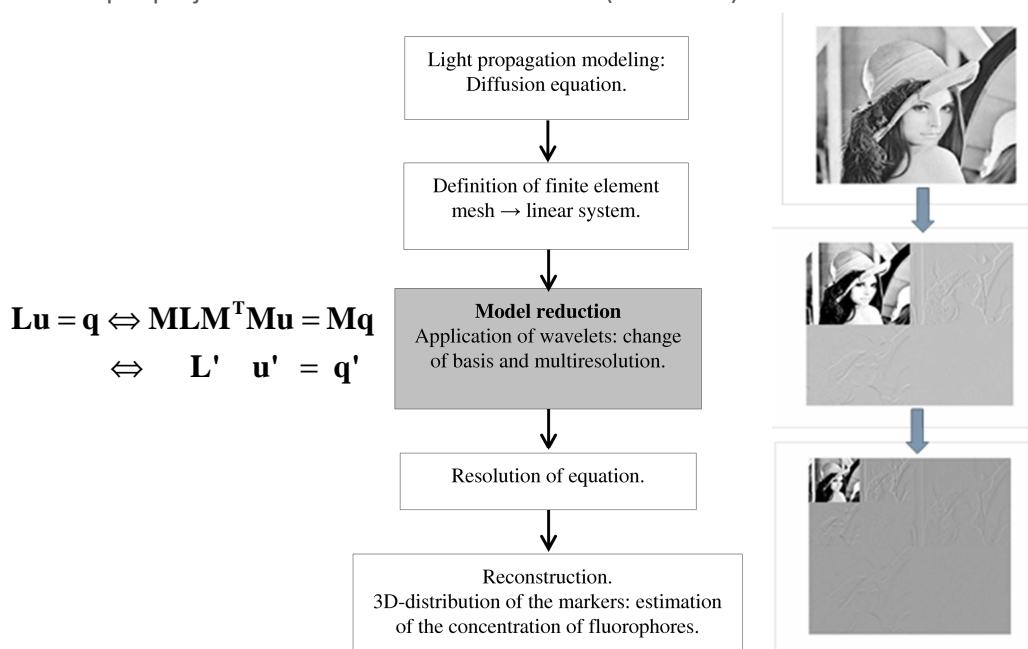 Light propagation modeling:
Diffusion equation.
Definition of finite element
mesh → linear system.
Lu = q ⇔ MLMᵀMu = Mq
⇔ L' u' = q'
Model reduction
Application of wavelets: change
of basis and multiresolution.
Resolution of equation.
Reconstruction.
3D-distribution of the markers: estimation
of the concentration of fluorophores.